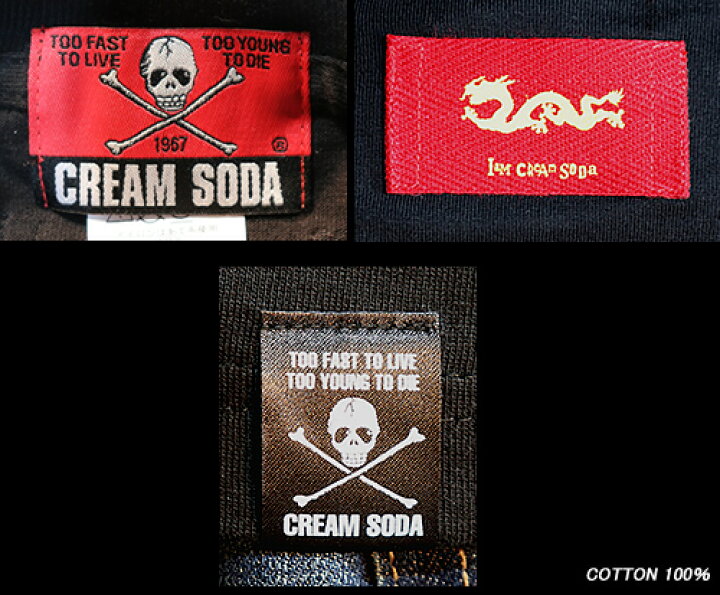 TOO FAST TOO YOUNG
TO LIVE TO DIE
1967
®
CREAM SODA
I AM CREAM SODA
TOO FAST TO LIVE
TOO YOUNG TO DIE
CREAM SODA
COTTON 100%